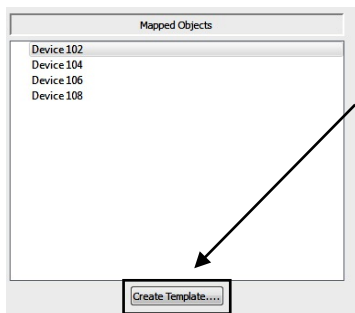 Mapped Objects
Device 102
Device 104
Device 106
Device 108
Create Template....